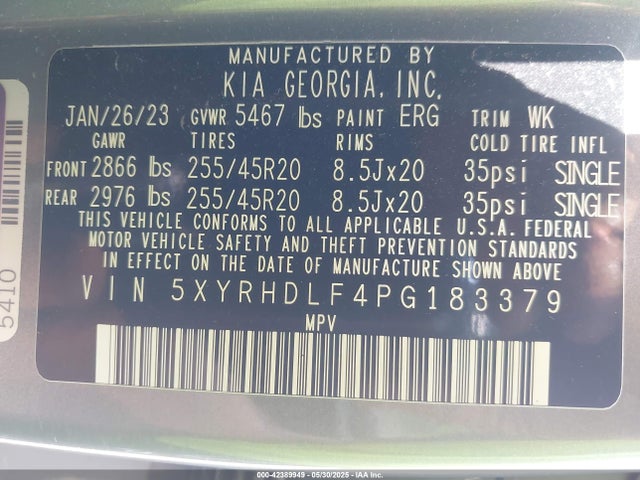 MANUFACTURED BY
KIA GEORGIA, INC.
JAN/26/23 GVWR 5467 lbs PAINT ERG TRIM WK
GAWR TIRES RIMS COLD TIRE INFL
FRONT 2866 lbs 255/45R20 8.5Jx20 35psi SINGLE
REAR 2976 lbs 255/45R20 8.5Jx20 35psi SINGLE
THIS VEHICLE CONFORMS TO ALL APPLICABLE U.S.A. FEDERAL
MOTOR VEHICLE SAFETY AND THEFT PREVENTION STANDARDS
IN EFFECT ON THE DATE OF MANUFACTURE SHOWN ABOVE
VIN 5XYRHDLF4PG183379
MPV
5410
000-42389949 - 05/30/2025 - IAAI.COM